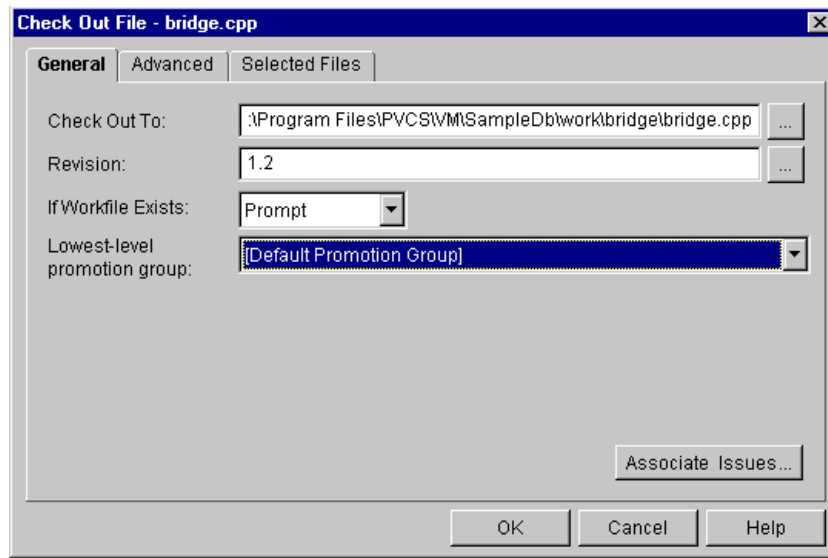 Check Out File - bridge.cpp
General Advanced Selected Files
Check Out To: :\Program Files\PVCS\VM\SampleDb\work\bridge\bridge.cpp ...
Revision: 1.2 ...
If Workfile Exists: Prompt
Lowest-level
promotion group: [Default Promotion Group]
Associate Issues...
OK Cancel Help